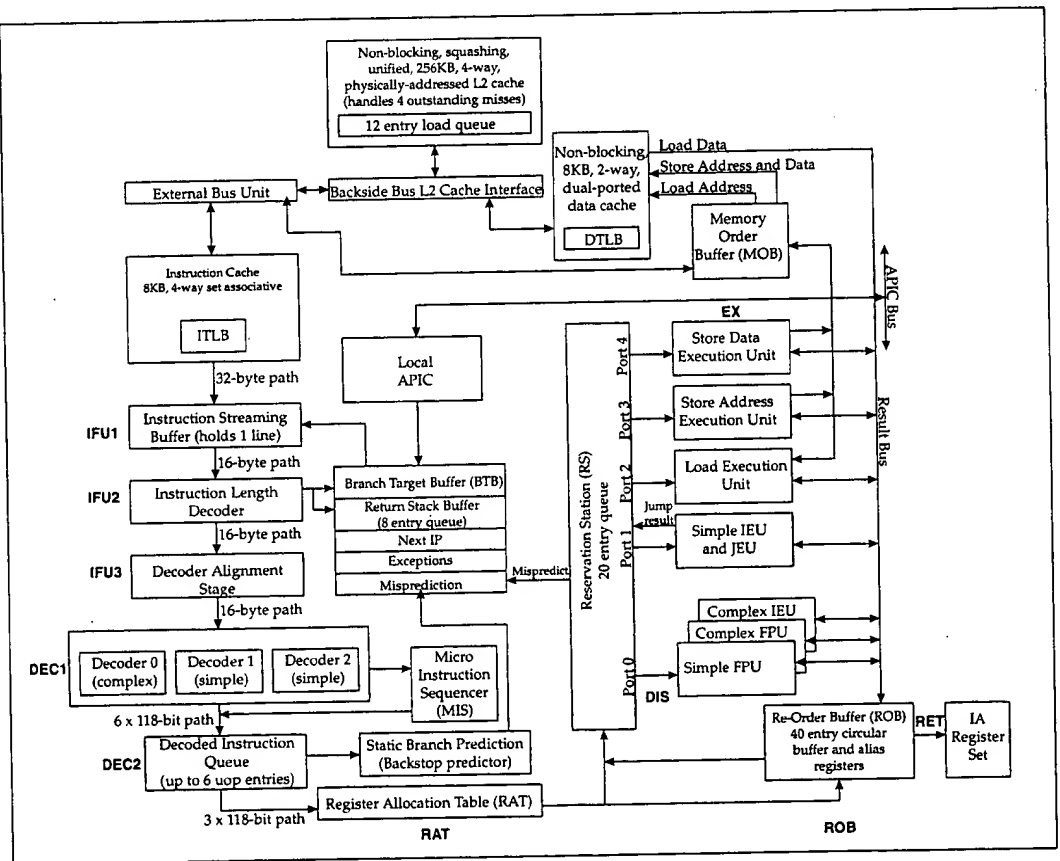 Non-blocking, squashing,
unified, 256KB, 4-way,
physically-addressed L2 cache
(handles 4 outstanding misses)
12 entry load queue
External Bus Unit
Backside Bus L2 Cache Interface
Non-blocking,
8KB, 2-way,
dual-ported
data cache
DTLB
Load Data
Store Address and Data
Load Address
Memory
Order
Buffer (MOB)
APIC Bus
Instruction Cache
8KB, 4-way set associative
ITLB
32-byte path
Local
APIC
EX
Port 4
Store Data
Execution Unit
Port 3
Store Address
Execution Unit
Result Bus
IFU1
Instruction Streaming
Buffer (holds 1 line)
16-byte path
IFU2
Instruction Length
Decoder
16-byte path
IFU3
Decoder Alignment
Stage
16-byte path
Branch Target Buffer (BTB)
Return Stack Buffer
(8 entry queue)
Next IP
Exceptions
Misprediction
Mispredict
Reservation Station (RS)
20 entry queue
Port 2
Load Execution
Unit
Jump
result
Port 1
Simple IEU
and JEU
Complex IEU
Complex FPU
Simple FPU
Port 0
DIS
DEC1
Decoder 0
(complex)
Decoder 1
(simple)
Decoder 2
(simple)
Micro
Instruction
Sequencer
(MIS)
6 x 118-bit path
DEC2
Decoded Instruction
Queue
(up to 6 uop entries)
Static Branch Prediction
(Backstop predictor)
Re-Order Buffer (ROB)
40 entry circular
buffer and alias
registers
RET
IA
Register
Set
3 x 118-bit path
Register Allocation Table (RAT)
RAT
ROB